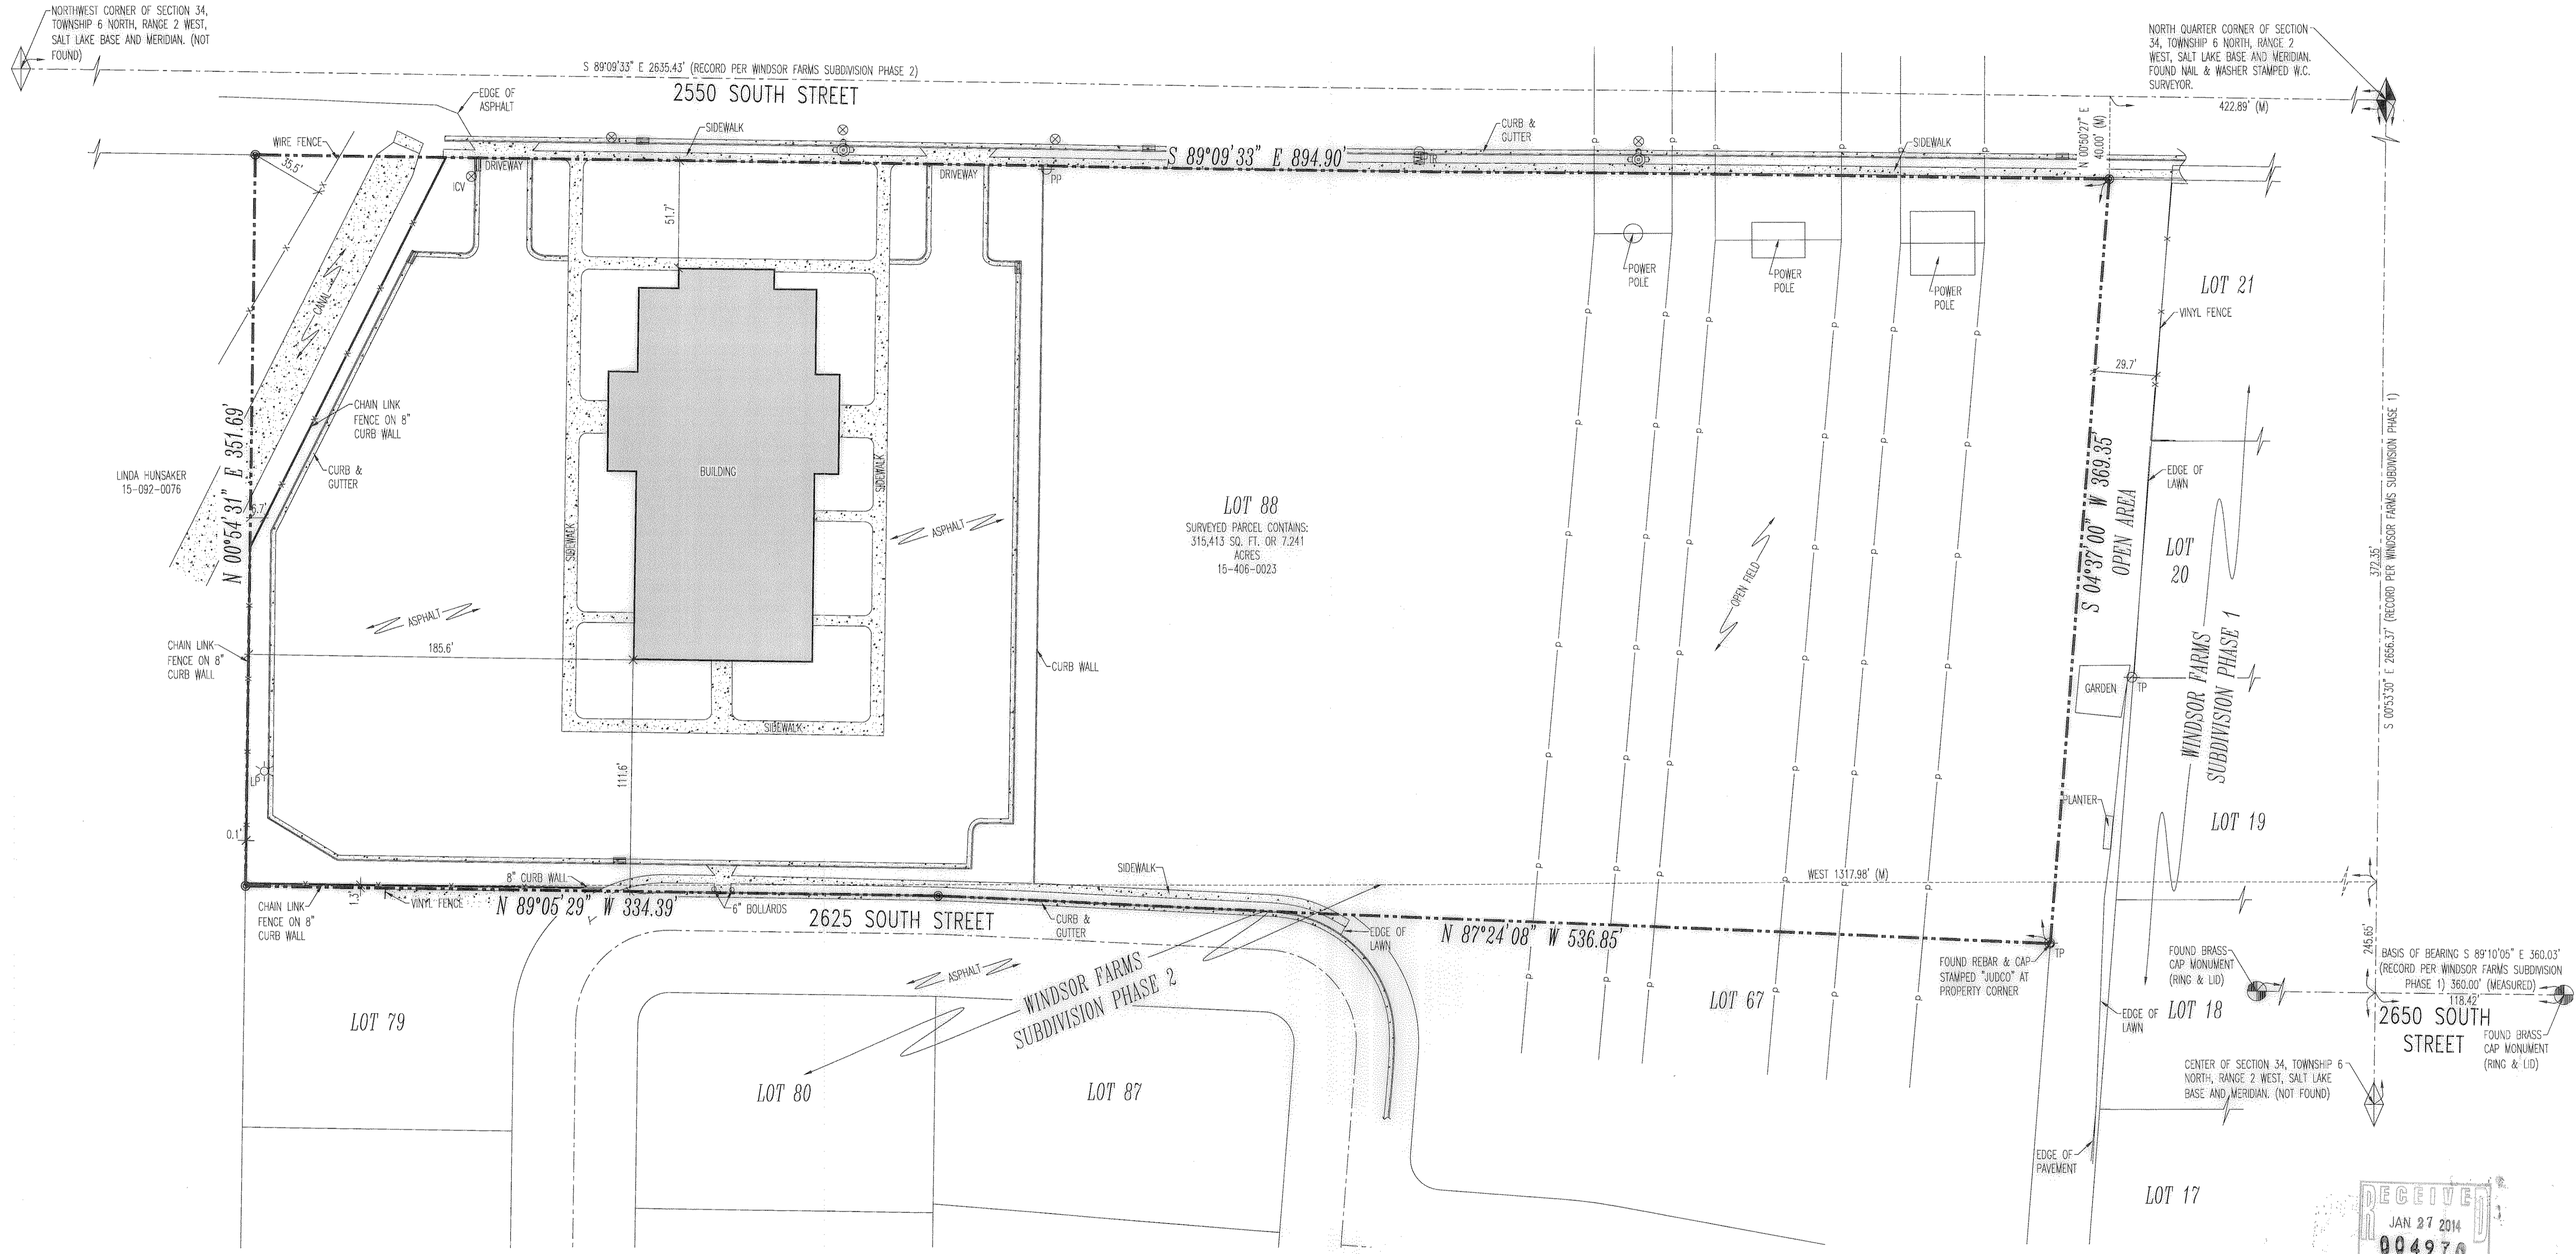 NORTHWEST CORNER OF SECTION 34,
TOWNSHIP 6 NORTH, RANGE 2 WEST,
SALT LAKE BASE AND MERIDIAN. (NOT
FOUND)
S 89°09'33" E 2635.43' (RECORD PER WINDSOR FARMS SUBDIVISION PHASE 2)
2550 SOUTH STREET
NORTH QUARTER CORNER OF SECTION
34, TOWNSHIP 6 NORTH, RANGE 2
WEST, SALT LAKE BASE AND MERIDIAN.
FOUND NAIL & WASHER STAMPED W.C.
SURVEYOR.
422.89' (M)
N 00°50'27" E
40.00' (M)
EDGE OF
ASPHALT
SIDEWALK
CURB &
GUTTER
SIDEWALK
WIRE FENCE
35.5'
ICV
DRIVEWAY
DRIVEWAY
PP
S 89°09'33" E 894.90'
51.7'
CANAL
POWER
POLE
POWER
POLE
POWER
POLE
LOT 21
VINYL FENCE
29.7'
CHAIN LINK
FENCE ON 8"
CURB WALL
CURB &
GUTTER
LINDA HUNSAKER
15-092-0076
N 00°54'31" E 351.69'
BUILDING
SIDEWALK
SIDEWALK
ASPHALT
LOT 88
SURVEYED PARCEL CONTAINS:
315,413 SQ. FT. OR 7.241
ACRES
15-406-0023
OPEN FIELD
S 04°37'00" W 369.35'
OPEN AREA
EDGE OF
LAWN
LOT
20
372.35'
S 00°53'30" E 2656.37' (RECORD PER WINDSOR FARMS SUBDIVISION PHASE 1)
ASPHALT
185.6'
CHAIN LINK
FENCE ON 8"
CURB WALL
CURB WALL
GARDEN
TP
WINDSOR FARMS
SUBDIVISION PHASE 1
SIDEWALK
LP
111.6'
PLANTER
LOT 19
0.1'
8" CURB WALL
SIDEWALK
WEST 1317.98' (M)
1.3'
VINYL FENCE
CHAIN LINK
FENCE ON 8"
CURB WALL
N 89°05'29" W 334.39'
6" BOLLARDS
2625 SOUTH STREET
CURB &
GUTTER
EDGE OF
LAWN
N 87°24'08" W 536.85'
TP
FOUND REBAR & CAP
STAMPED "JUDCO" AT
PROPERTY CORNER
245.65'
FOUND BRASS
CAP MONUMENT
(RING & LID)
BASIS OF BEARING S 89°10'05" E 360.03'
(RECORD PER WINDSOR FARMS SUBDIVISION
PHASE 1) 360.00' (MEASURED)
118.42'
ASPHALT
WINDSOR FARMS
SUBDIVISION PHASE 2
LOT 67
LOT 79
EDGE OF
LAWN
LOT 18
2650 SOUTH
STREET
FOUND BRASS
CAP MONUMENT
(RING & LID)
CENTER OF SECTION 34, TOWNSHIP 6
NORTH, RANGE 2 WEST, SALT LAKE
BASE AND MERIDIAN. (NOT FOUND)
LOT 80
LOT 87
EDGE OF
PAVEMENT
LOT 17
RECEIVED
JAN 27 2014
004970